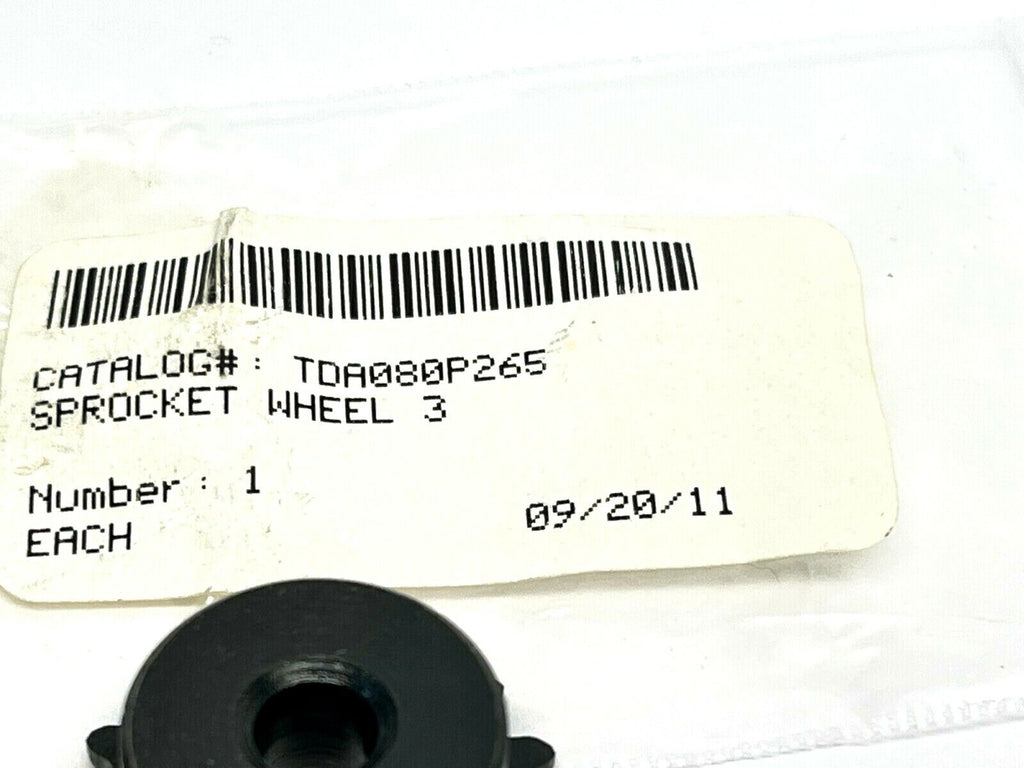 CATALOG#: TDA080P265
SPROCKET WHEEL 3
Number: 1
EACH
09/20/11